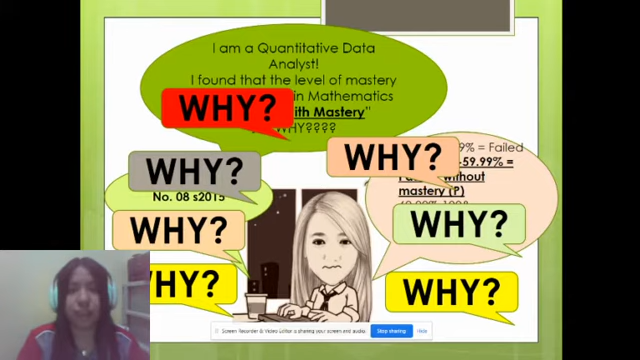 I am a Quantitative Data
Analyst!
I found that the level of mastery
in Mathematics
Mastery"
WHY????
WHY?
WHY?
WHY?
9% = Failed
-59.99% =
without
mastery (P)
No. 08 s2015
WHY?
WHY?
WHY?
WHY?
Screen Recorder & Video Editor is sharing your screen and audio.
Stop sharing
Hide